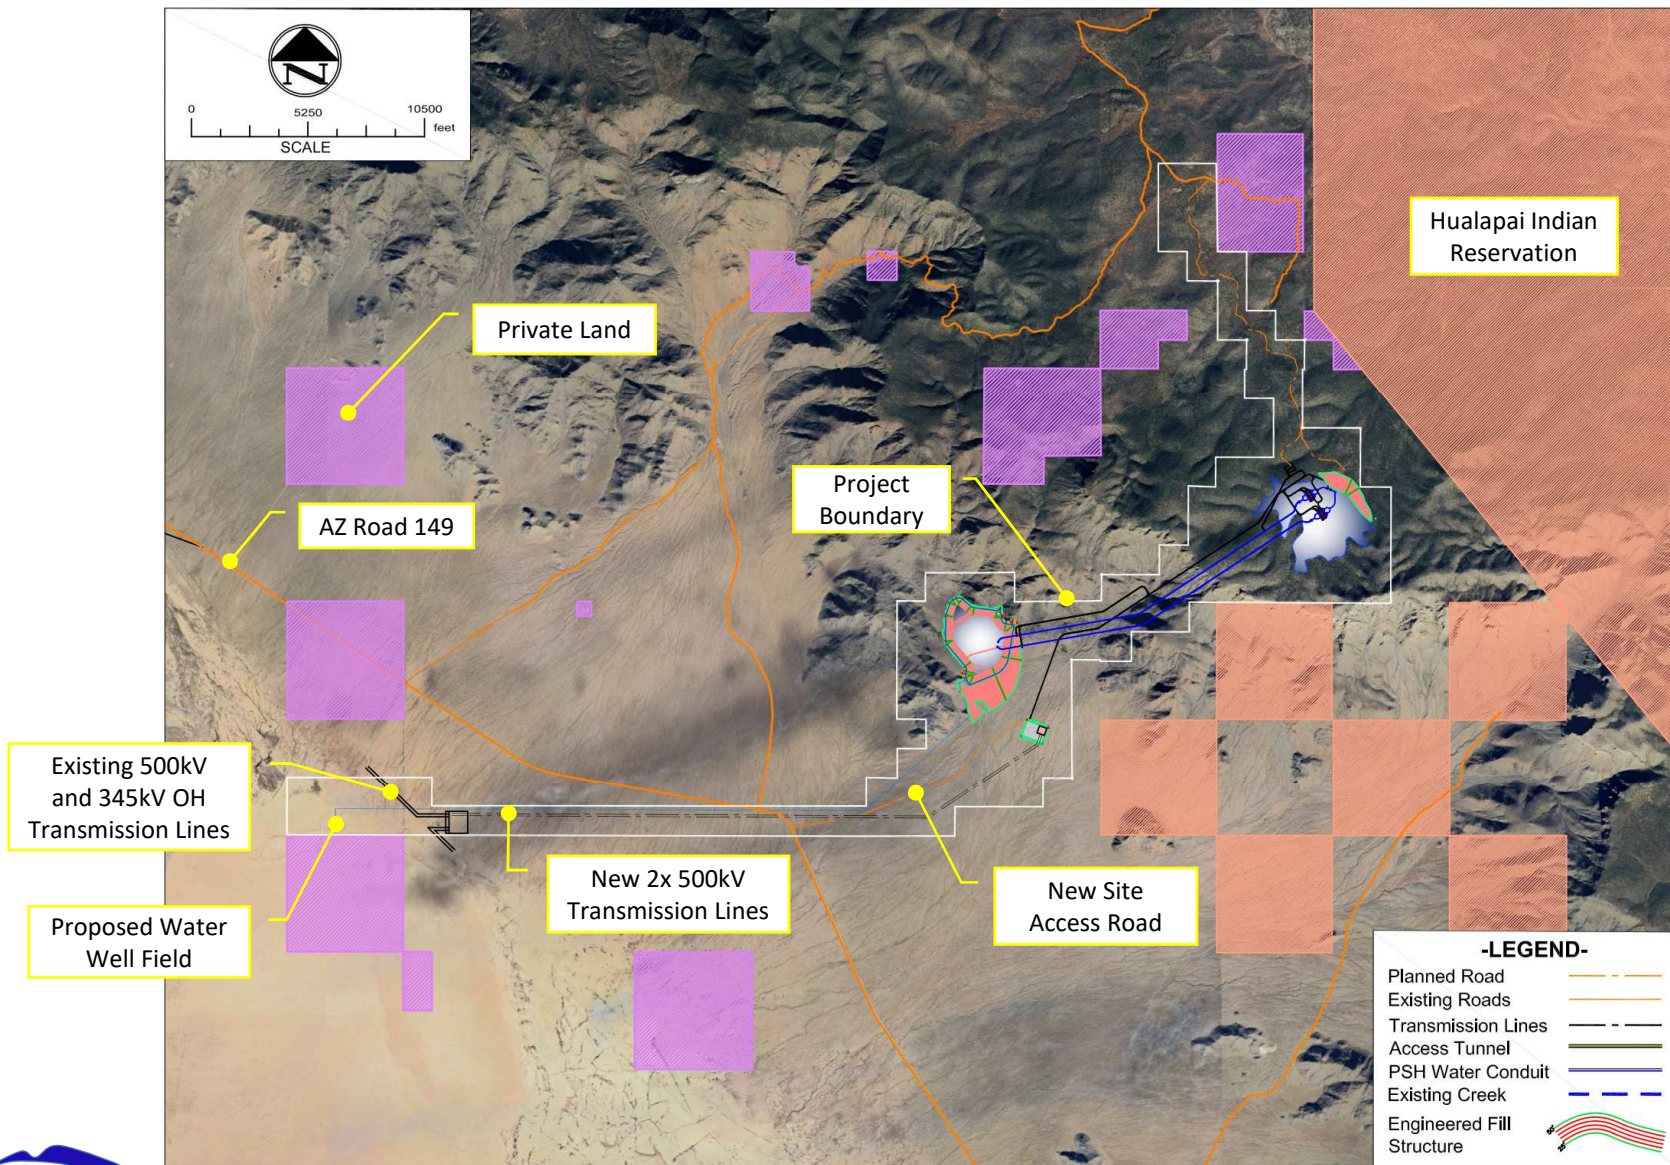 N
0
5250
10500
feet
SCALE
Hualapai Indian
Reservation
Private Land
Project
Boundary
AZ Road 149
Existing 500kV
and 345kV OH
Transmission Lines
New 2x 500kV
Transmission Lines
New Site
Access Road
Proposed Water
Well Field
-LEGEND-
Planned Road
Existing Roads
Transmission Lines
Access Tunnel
PSH Water Conduit
Existing Creek
Engineered Fill
Structure